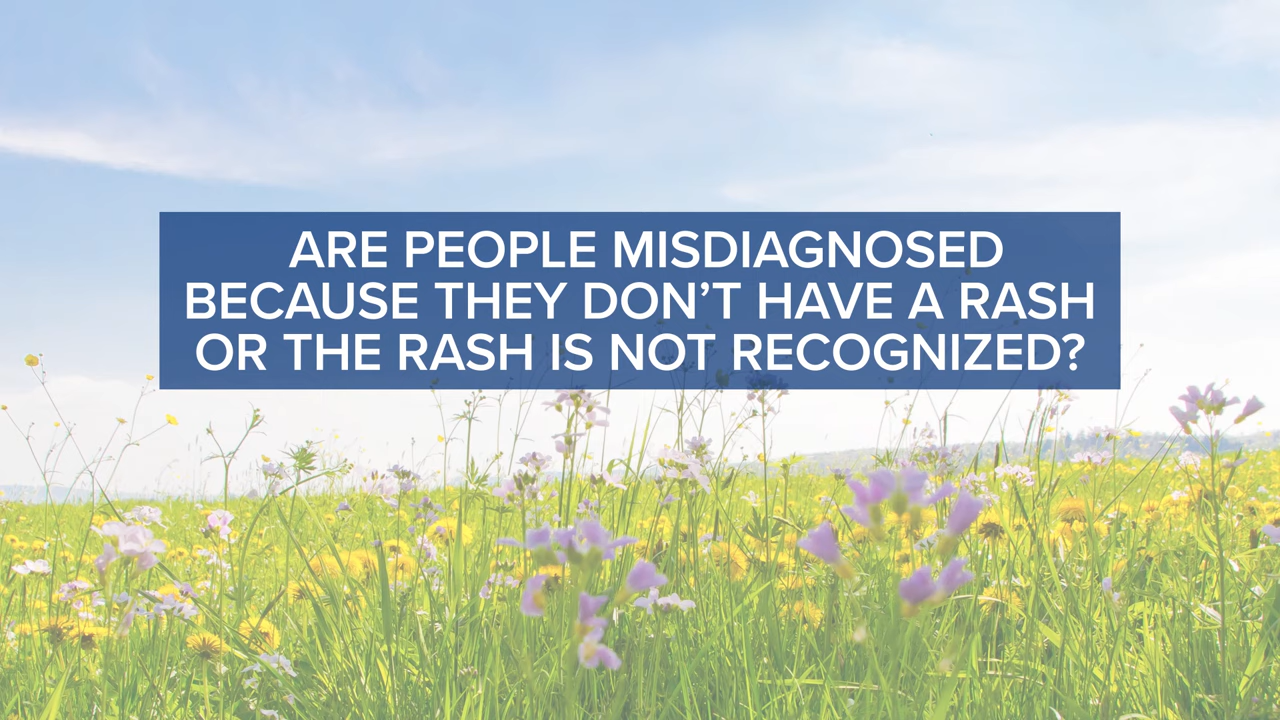 ARE PEOPLE MISDIAGNOSED
BECAUSE THEY DON’T HAVE A RASH
OR THE RASH IS NOT RECOGNIZED?